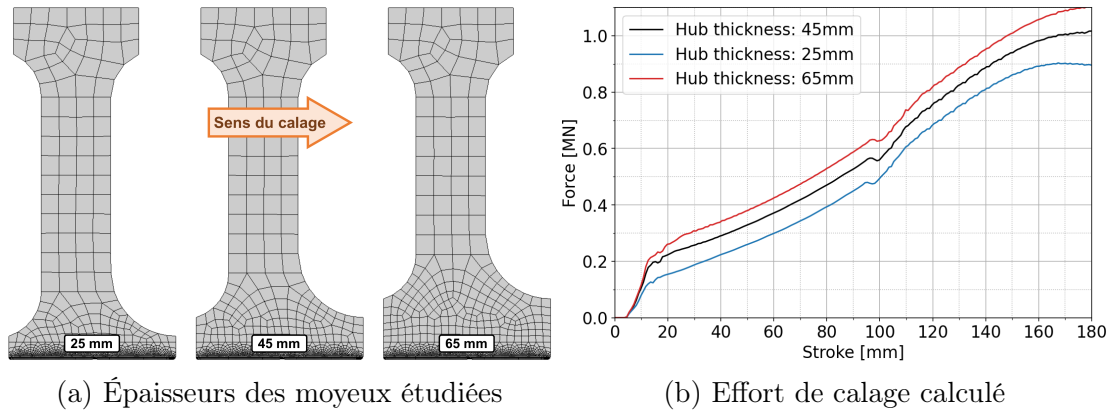 Sens du calage
25 mm
45 mm
65 mm
(a) Épaisseurs des moyeux étudiées
Hub thickness: 45mm
Hub thickness: 25mm
Hub thickness: 65mm
Force [MN]
1.0
0.8
0.6
0.4
0.2
0.0
0 20 40 60 80 100 120 140 160 180
Stroke [mm]
(b) Effort de calage calculé